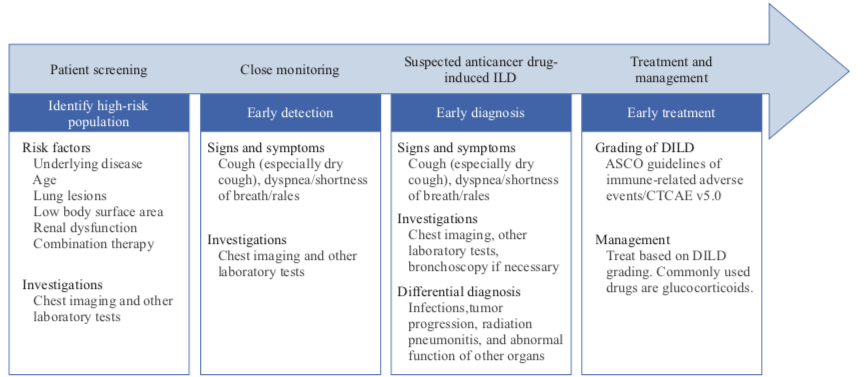 Patient screening
Close monitoring
Suspected anticancer drug-
induced ILD
Treatment and
management
Identify high-risk
population
Risk factors
Underlying disease
Age
Lung lesions
Low body surface area
Renal dysfunction
Combination therapy
Investigations
Chest imaging and other
laboratory tests
Early detection
Signs and symptoms
Cough (especially dry
cough), dyspnea/shortness
of breath/rales
Investigations
Chest imaging and other
laboratory tests
Early diagnosis
Signs and symptoms
Cough (especially dry
cough), dyspnea/shortness
of breath/rales
Investigations
Chest imaging, other
laboratory tests,
bronchoscopy if necessary
Differential diagnosis
Infections,tumor
progression, radiation
pneumonitis, and abnormal
function of other organs
Early treatment
Grading of DILD
ASCO guidelines of
immune-related adverse
events/CTCAE v5.0
Management
Treat based on DILD
grading. Commonly used
drugs are glucocorticoids.